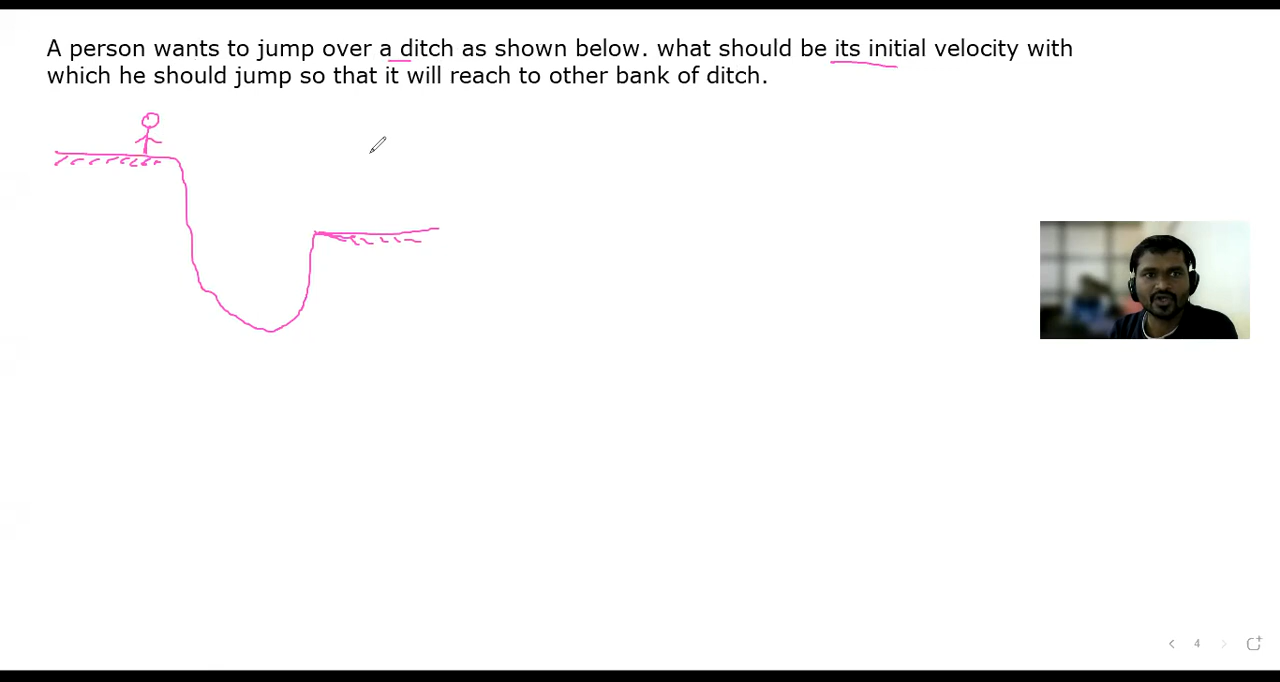 A person wants to jump over a ditch as shown below. what should be its initial velocity with
which he should jump so that it will reach to other bank of ditch.
4